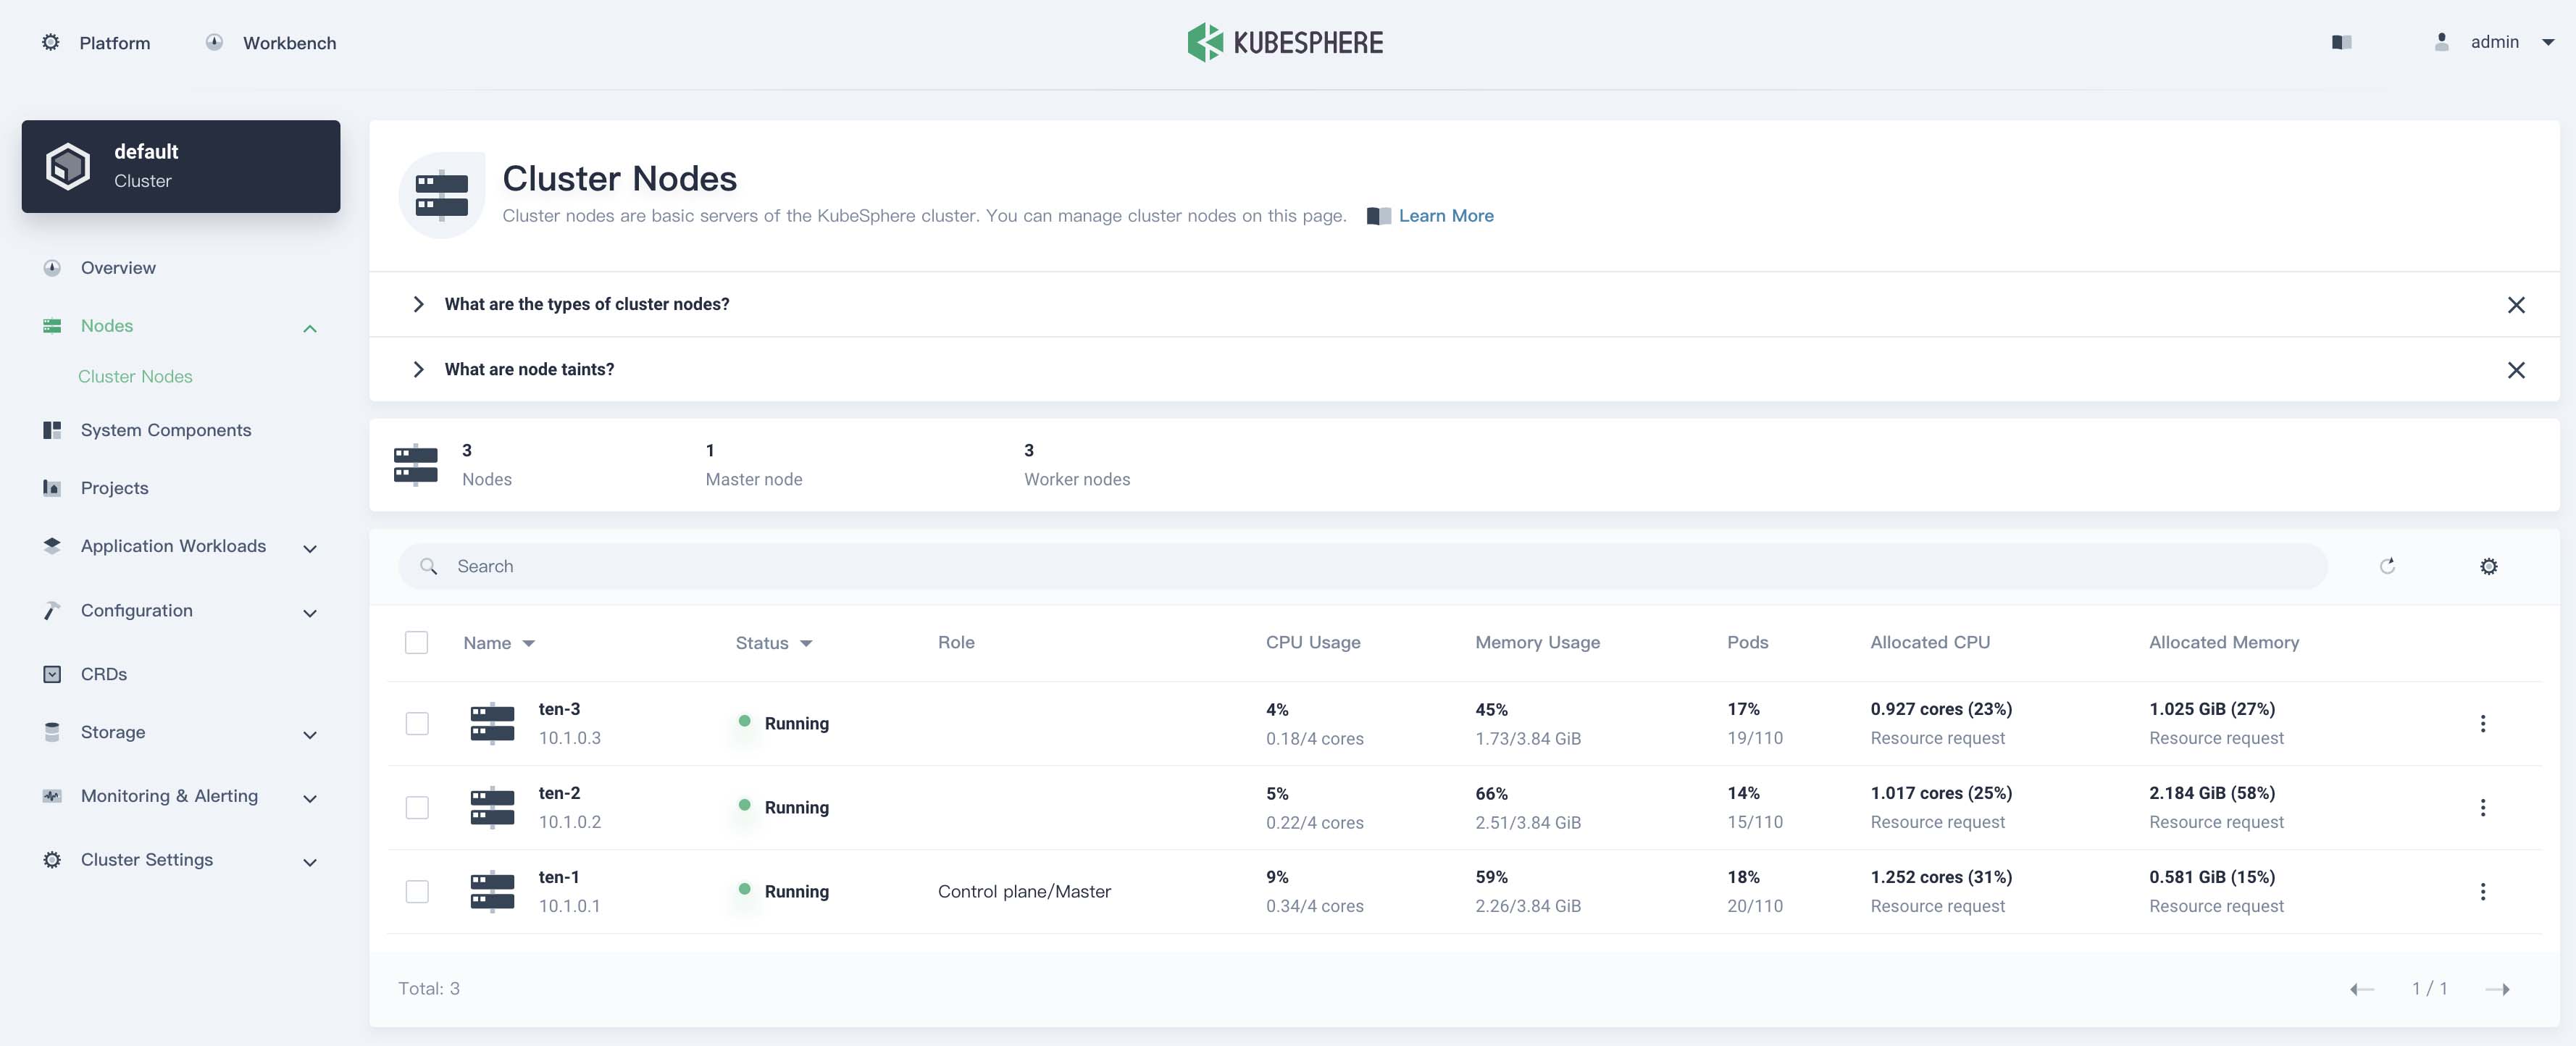 Platform
Workbench
KUBESPHERE
admin
default
Cluster
Overview
Nodes
Cluster Nodes
System Components
Projects
Application Workloads
Configuration
CRDs
Storage
Monitoring & Alerting
Cluster Settings
Cluster Nodes
Cluster nodes are basic servers of the KubeSphere cluster. You can manage cluster nodes on this page. Learn More
What are the types of cluster nodes?
What are node taints?
3 1 3
Nodes Master node Worker nodes
Search
Name Status Role CPU Usage Memory Usage Pods Allocated CPU Allocated Memory
ten-3 Running 4% 45% 17% 0.927 cores (23%) 1.025 GiB (27%)
10.1.0.3 0.18/4 cores 1.73/3.84 GiB 19/110 Resource request Resource request
ten-2 Running 5% 66% 14% 1.017 cores (25%) 2.184 GiB (58%)
10.1.0.2 0.22/4 cores 2.51/3.84 GiB 15/110 Resource request Resource request
ten-1 Running Control plane/Master 9% 59% 18% 1.252 cores (31%) 0.581 GiB (15%)
10.1.0.1 0.34/4 cores 2.26/3.84 GiB 20/110 Resource request Resource request
Total: 3
1 / 1